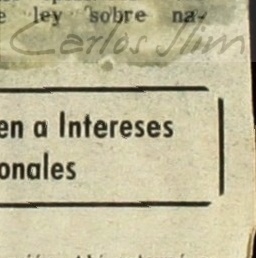 e ley sobre na-
Carlos Slim
en a Intereses
onales